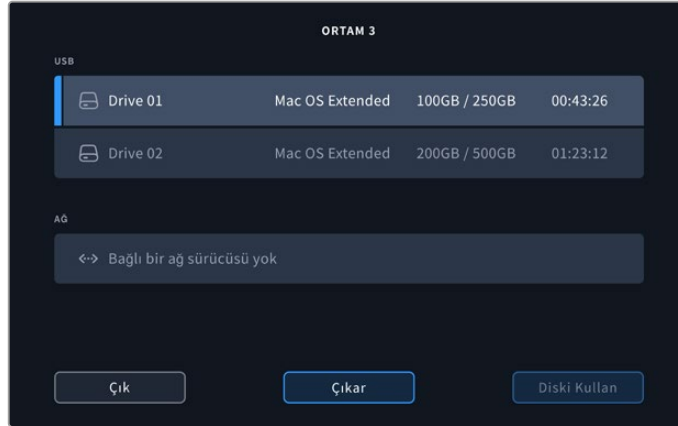 ORTAM 3
USB
Drive 01 Mac OS Extended 100GB / 250GB 00:43:26
Drive 02 Mac OS Extended 200GB / 500GB 01:23:12
AĞ
Bağlı bir ağ sürücüsü yok
Çık Çıkar Diski Kullan